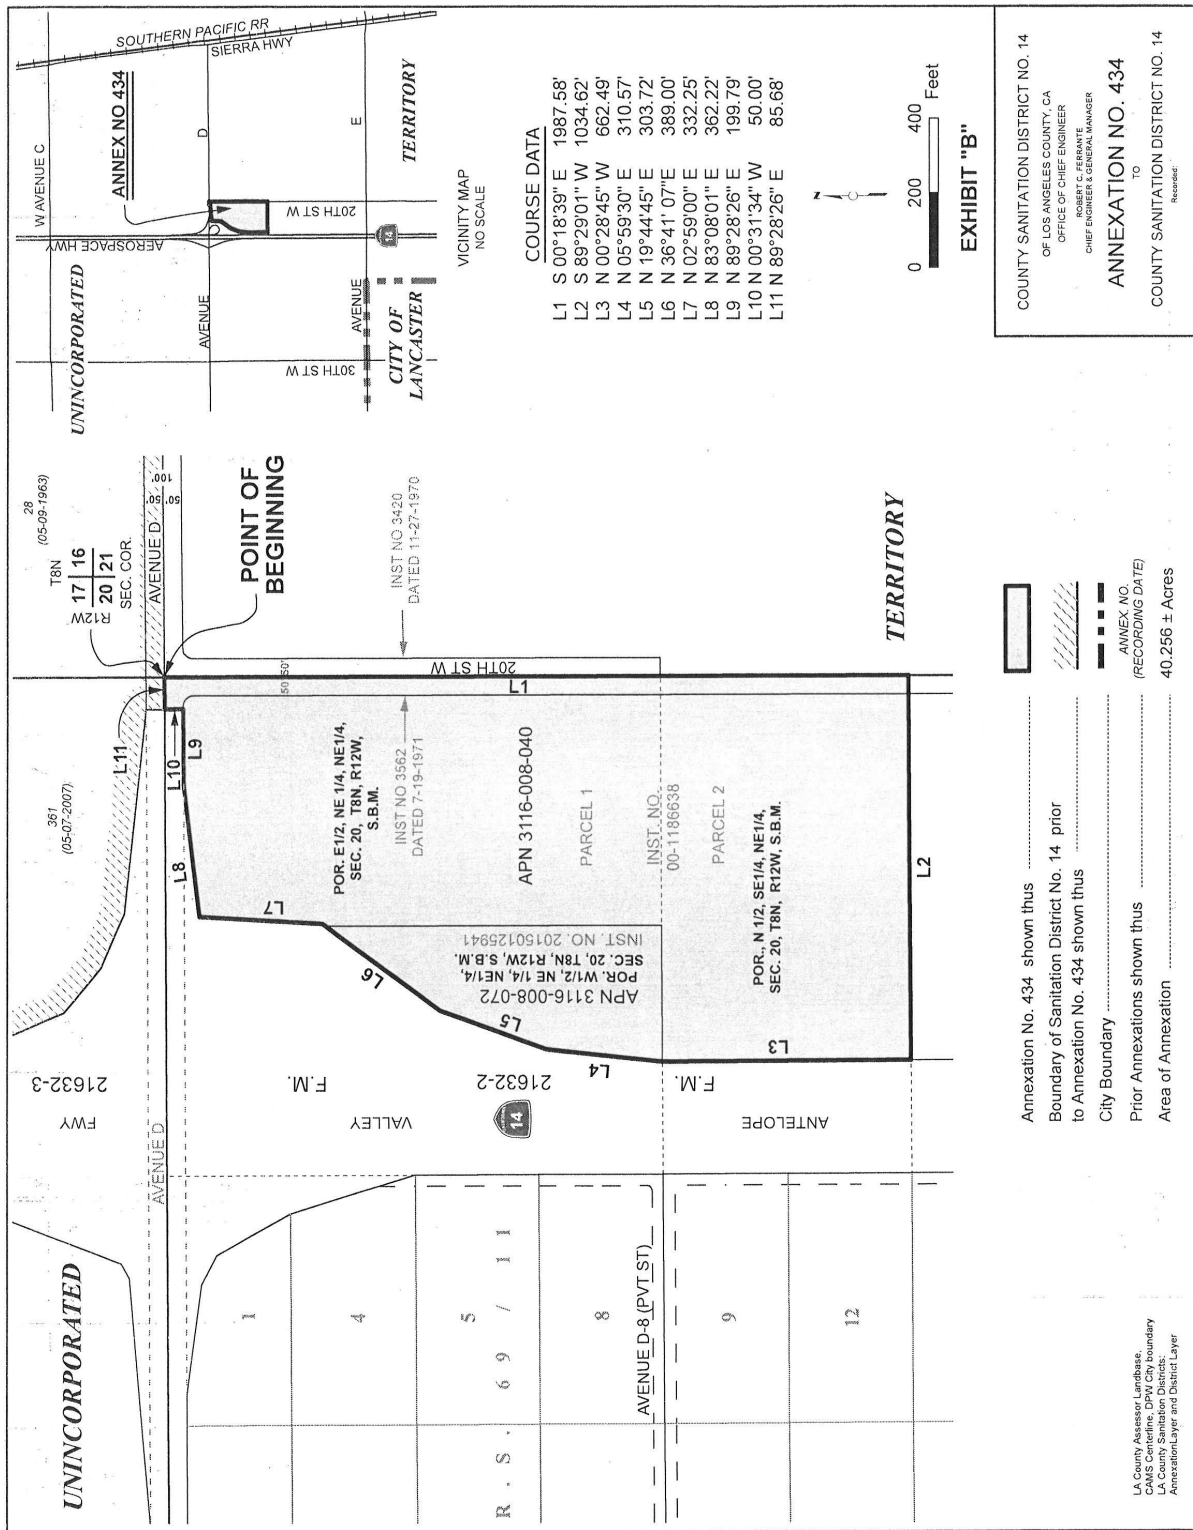 UNINCORPORATED
361
(05-07-2007)
T8N
R12W
17 16
20 21
SEC. COR.
28
(05-09-1963)
AVENUE D
AVENUE D
50' 50'
100'
L11
L10
L9
L8
POINT OF
BEGINNING
FWY
21632-3
F.M.
VALLEY
21632-2
14
F.M.
ANTELOPE
L7
L6
L5
L4
L3
L1
L2
POR. E1/2, NE 1/4, NE1/4,
SEC. 20, T8N, R12W,
S.B.M.
INST NO 3562
DATED 7-19-1971
50' 50'
20TH ST W
INST NO 3420
DATED 11-27-1970
APN 3116-008-040
PARCEL 1
APN 3116-008-072
POR. W1/2, NE 1/4, NE1/4,
SEC. 20, T8N, R12W, S.B.M.
INST. NO. 20150125941
INST. NO.
00-1186638
PARCEL 2
POR., N 1/2, SE1/4, NE1/4,
SEC. 20, T8N, R12W, S.B.M.
TERRITORY
1
4
5
R . S . 69 / 11
8
AVENUE D-8 (PVT ST)
9
12
UNINCORPORATED
W AVENUE C
ANNEX NO 434
SOUTHERN PACIFIC RR
SIERRA HWY
AEROSPACE HWY
AVENUE
D
20TH ST W
30TH ST W
14
AVENUE
E
CITY OF
LANCASTER
TERRITORY
VICINITY MAP
NO SCALE
COURSE DATA
L1 S 00°18'39" E 1987.58'
L2 S 89°29'01" W 1034.62'
L3 N 00°28'45" W 662.49'
L4 N 05°59'30" E 310.57'
L5 N 19°44'45" E 303.72'
L6 N 36°41' 07"E 389.00'
L7 N 02°59'00" E 332.25'
L8 N 83°08'01" E 362.22'
L9 N 89°28'26" E 199.79'
L10 N 00°31'34" W 50.00'
L11 N 89°28'26" E 85.68'
0 200 400
Feet
EXHIBIT "B"
Annexation No. 434 shown thus
Boundary of Sanitation District No. 14 prior
to Annexation No. 434 shown thus
City Boundary
Prior Annexations shown thus ANNEX. NO.
(RECORDING DATE)
Area of Annexation 40.256 ± Acres
LA County Assessor Landbase.
CAMS Centerline, DPW City boundary
LA County Sanitation Districts:
AnnexationLayer and District Layer
COUNTY SANITATION DISTRICT NO. 14
OF LOS ANGELES COUNTY, CA
OFFICE OF CHIEF ENGINEER
ROBERT C. FERRANTE
CHIEF ENGINEER & GENERAL MANAGER
ANNEXATION NO. 434
TO
COUNTY SANITATION DISTRICT NO. 14
Recorded: